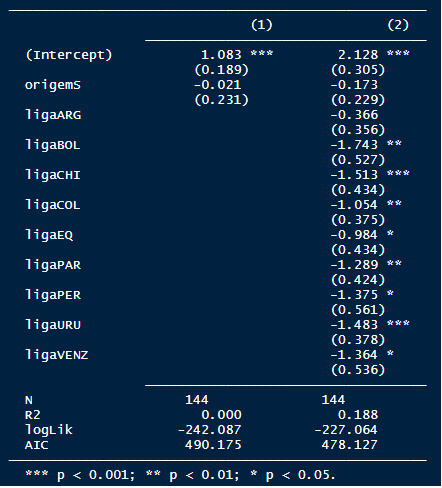 (1) (2)
(Intercept) 1.083 *** 2.128 ***
(0.189) (0.305)
origemS -0.021 -0.173
(0.231) (0.229)
ligaARG -0.366
(0.356)
ligaBOL -1.743 **
(0.527)
ligaCHI -1.513 ***
(0.434)
ligaCOL -1.054 **
(0.375)
ligaEQ -0.984 *
(0.434)
ligaPAR -1.289 **
(0.424)
ligaPER -1.375 *
(0.561)
ligaURU -1.483 ***
(0.378)
ligaVENZ -1.364 *
(0.536)
N 144 144
R2 0.000 0.188
logLik -242.087 -227.064
AIC 490.175 478.127
*** p < 0.001; ** p < 0.01; * p < 0.05.